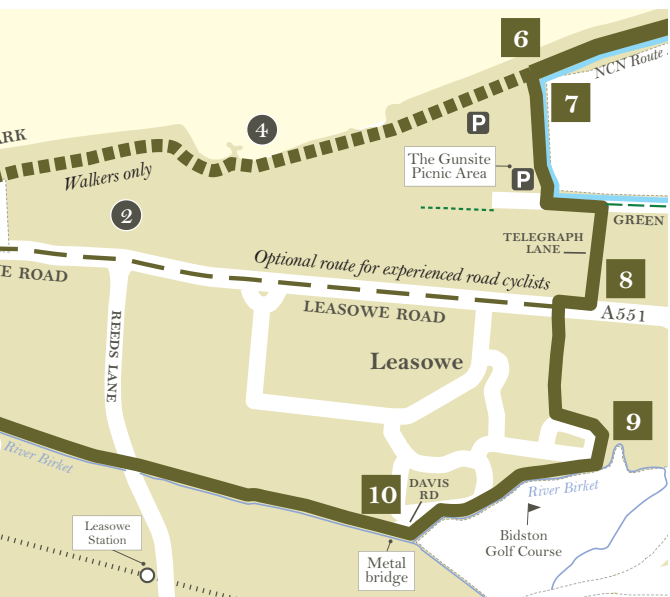 6
NCN Route
7
4
P
ARK
The Gunsite
Picnic Area
P
Walkers only
2
GREEN
TELEGRAPH
LANE
Optional route for experienced road cyclists
E ROAD
8
LEASOWE ROAD
A551
REEDS LANE
Leasowe
9
River Birket
DAVIS
RD
10
River Birket
Leasowe
Station
Bidston
Golf Course
Metal
bridge